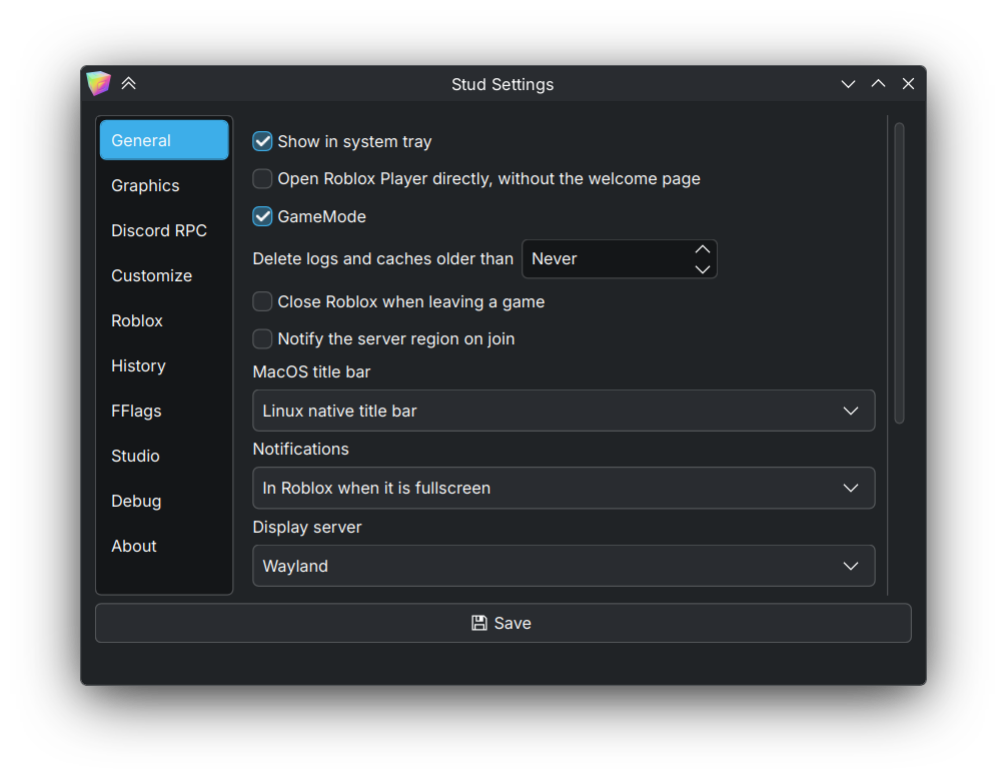 Stud Settings
General
Graphics
Discord RPC
Customize
Roblox
History
FFlags
Studio
Debug
About
Show in system tray
Open Roblox Player directly, without the welcome page
GameMode
Delete logs and caches older than Never
Close Roblox when leaving a game
Notify the server region on join
MacOS title bar
Linux native title bar
Notifications
In Roblox when it is fullscreen
Display server
Wayland
Save